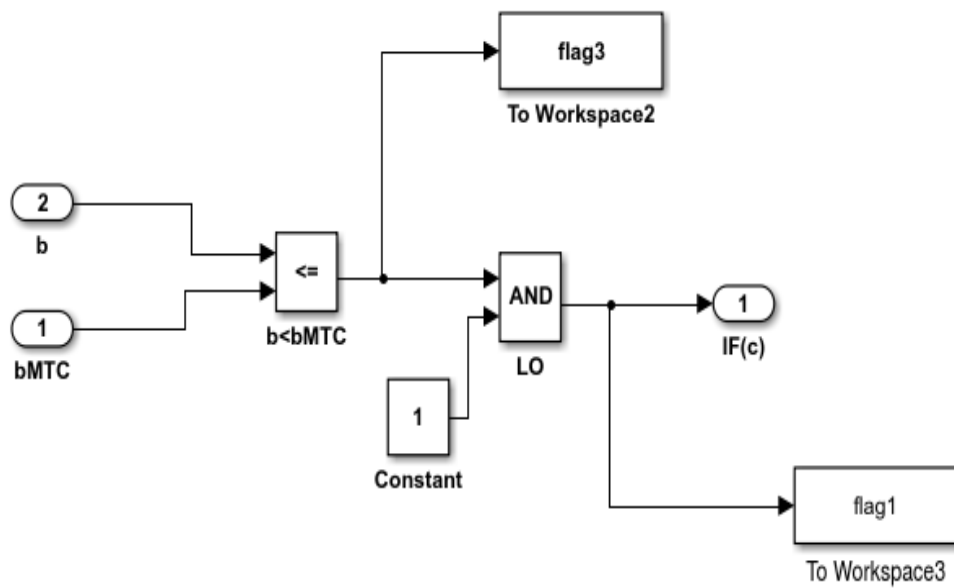 flag3
To Workspace2
2
b
<=
b<bMTC
1
bMTC
AND
LO
1
IF(c)
1
Constant
flag1
To Workspace3